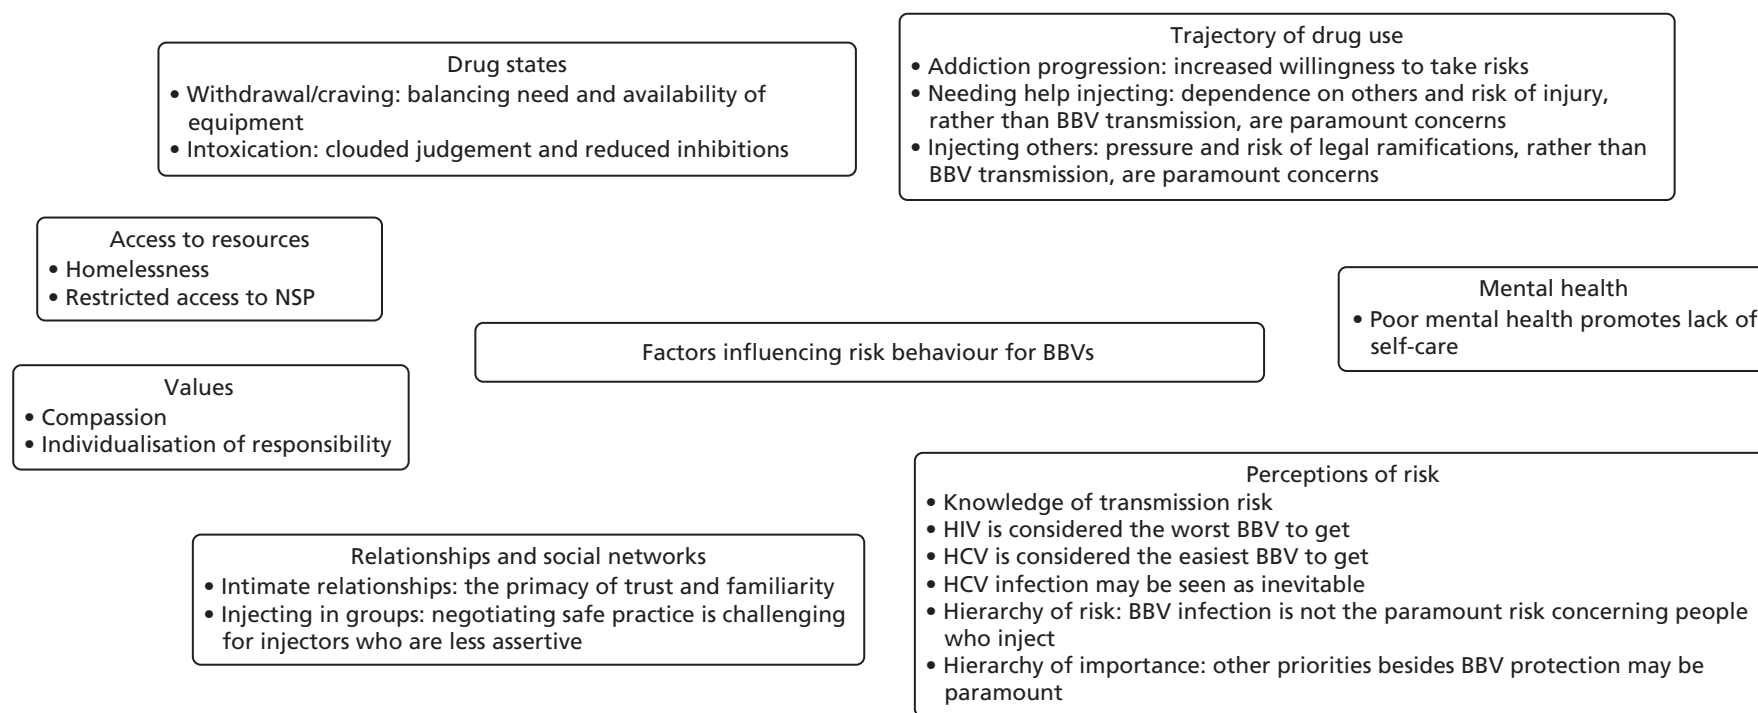 Drug states
• Withdrawal/craving: balancing need and availability of
equipment
• Intoxication: clouded judgement and reduced inhibitions
Trajectory of drug use
• Addiction progression: increased willingness to take risks
• Needing help injecting: dependence on others and risk of injury,
rather than BBV transmission, are paramount concerns
• Injecting others: pressure and risk of legal ramifications, rather than
BBV transmission, are paramount concerns
Access to resources
• Homelessness
• Restricted access to NSP
Mental health
• Poor mental health promotes lack of
self-care
Factors influencing risk behaviour for BBVs
Values
• Compassion
• Individualisation of responsibility
Relationships and social networks
• Intimate relationships: the primacy of trust and familiarity
• Injecting in groups: negotiating safe practice is challenging
for injectors who are less assertive
Perceptions of risk
• Knowledge of transmission risk
• HIV is considered the worst BBV to get
• HCV is considered the easiest BBV to get
• HCV infection may be seen as inevitable
• Hierarchy of risk: BBV infection is not the paramount risk concerning people
who inject
• Hierarchy of importance: other priorities besides BBV protection may be
paramount